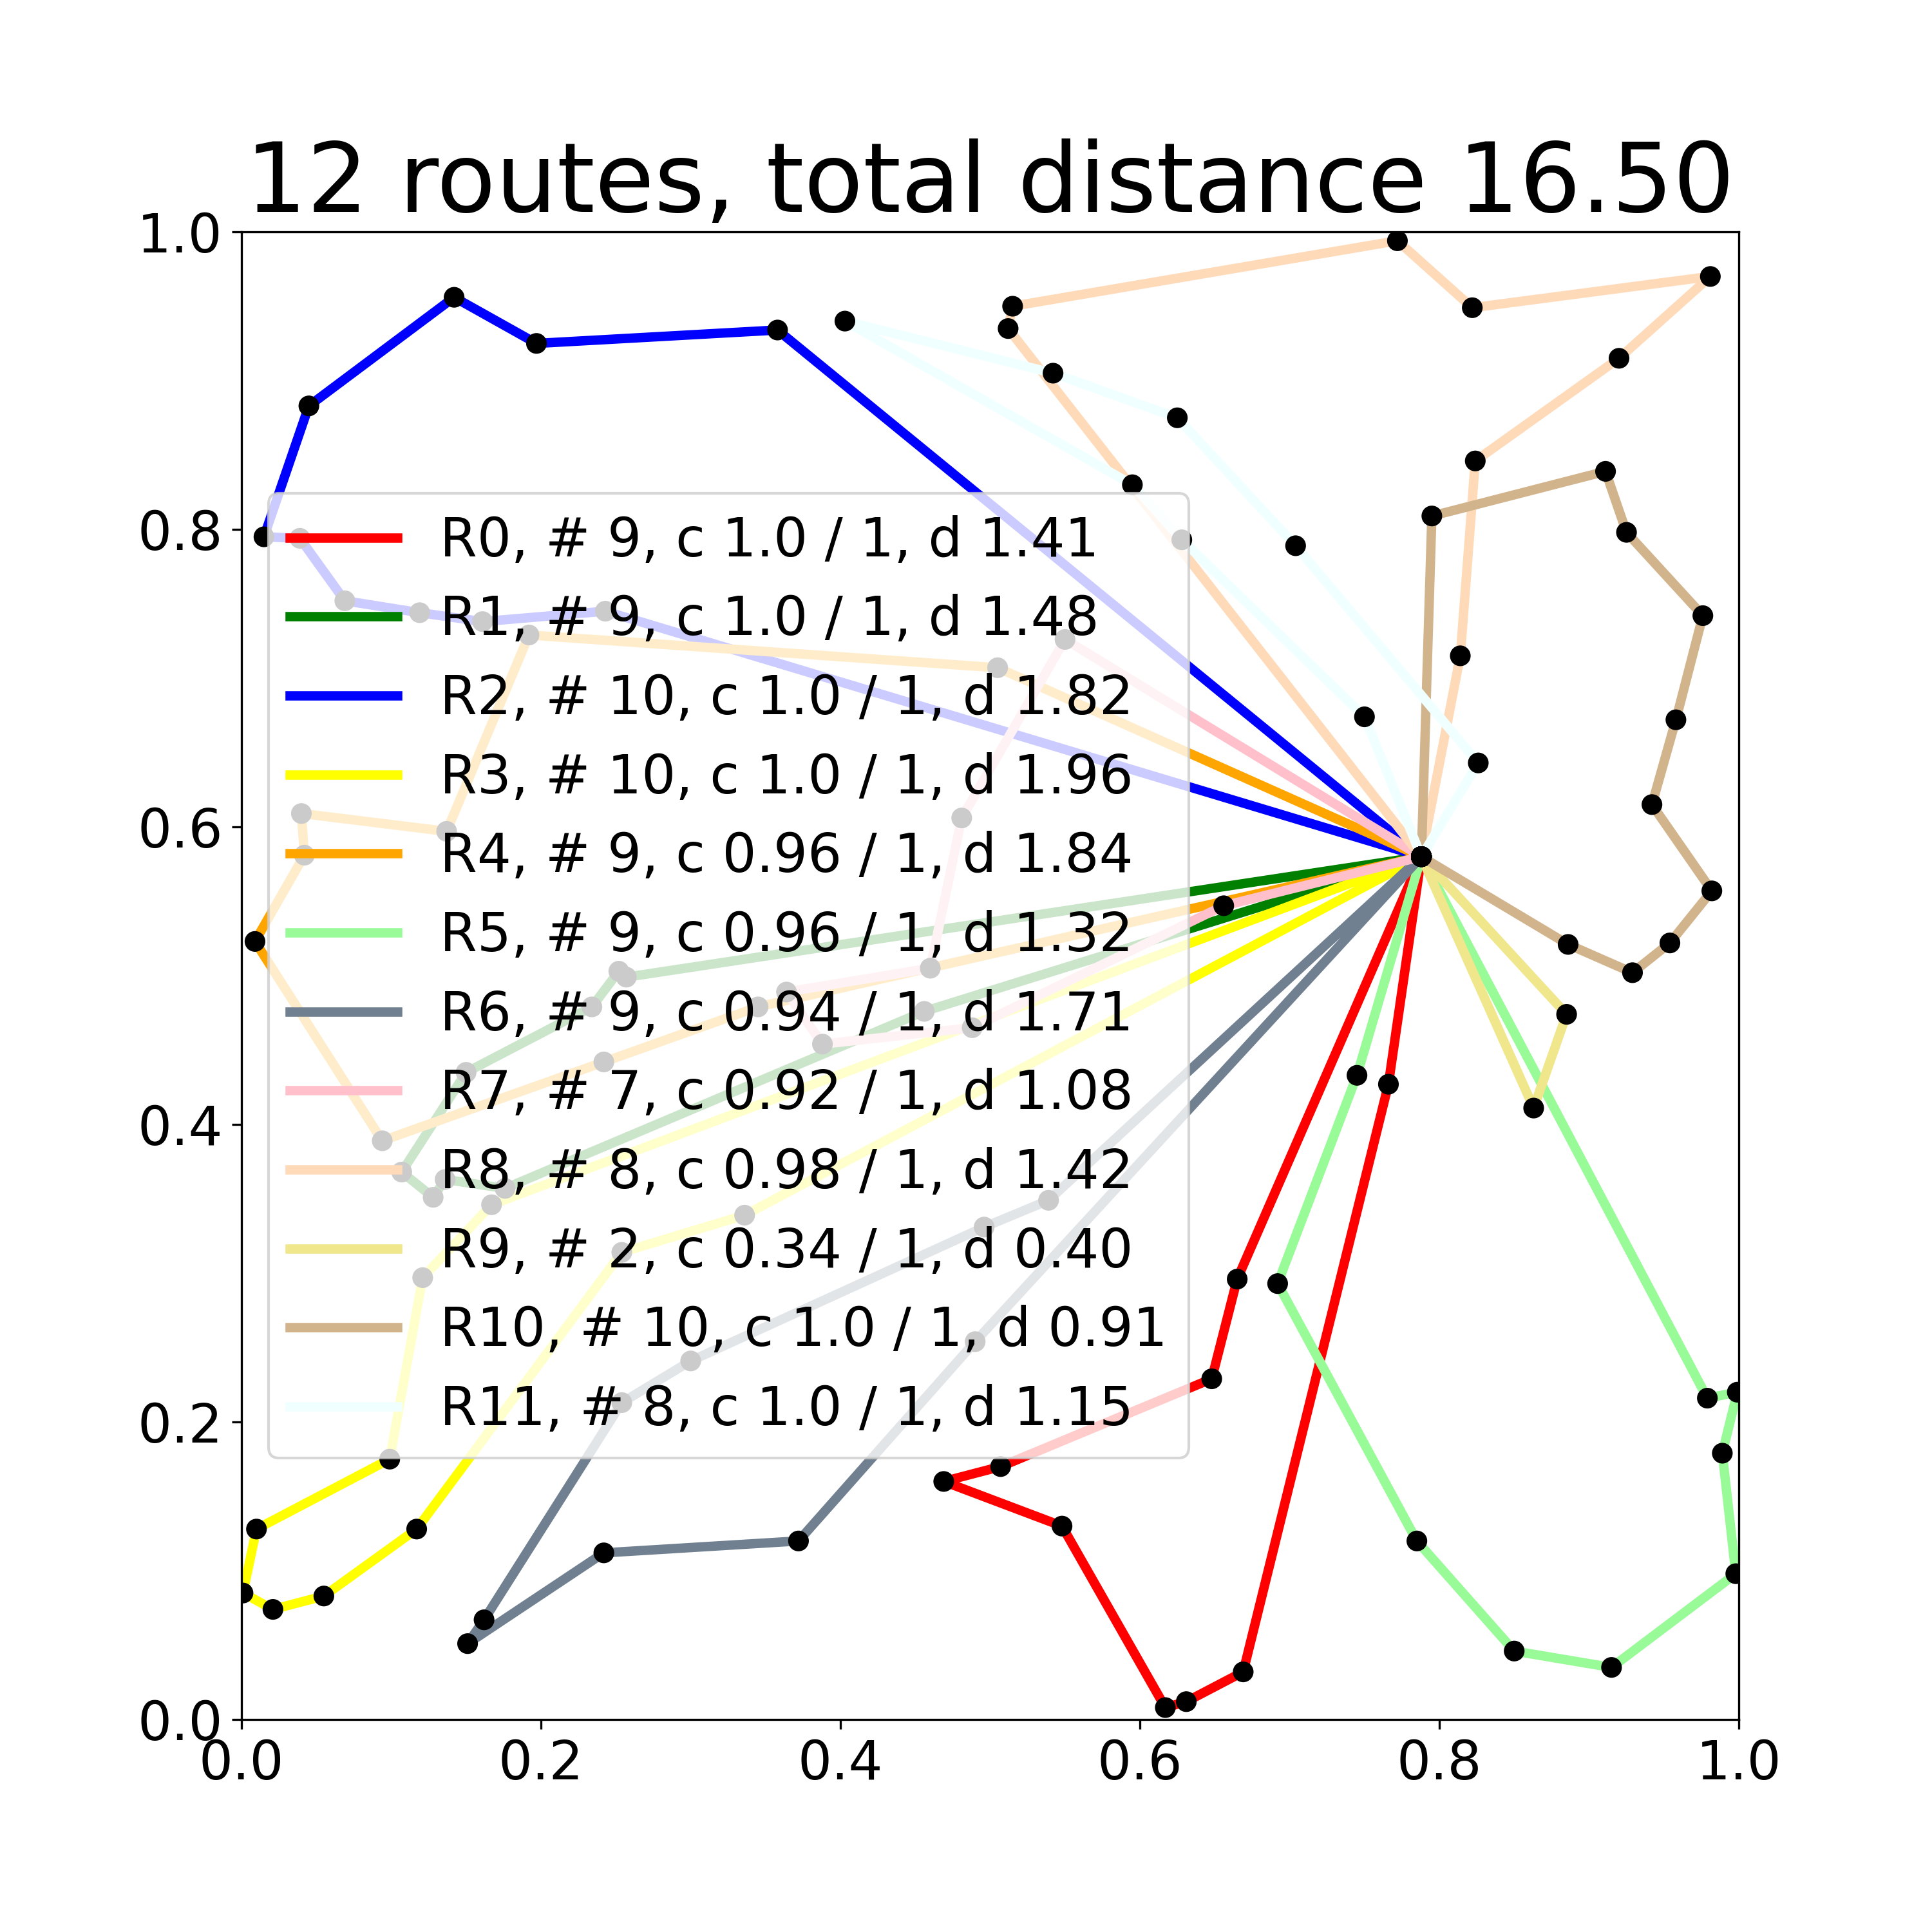 12 routes, total distance 16.50
1.0
0.8
0.6
0.4
0.2
0.0
R0, # 9, c 1.0 / 1, d 1.41
R1, # 9, c 1.0 / 1, d 1.48
R2, # 10, c 1.0 / 1, d 1.82
R3, # 10, c 1.0 / 1, d 1.96
R4, # 9, c 0.96 / 1, d 1.84
R5, # 9, c 0.96 / 1, d 1.32
R6, # 9, c 0.94 / 1, d 1.71
R7, # 7, c 0.92 / 1, d 1.08
R8, # 8, c 0.98 / 1, d 1.42
R9, # 2, c 0.34 / 1, d 0.40
R10, # 10, c 1.0 / 1, d 0.91
R11, # 8, c 1.0 / 1, d 1.15
0.0 0.2 0.4 0.6 0.8 1.0